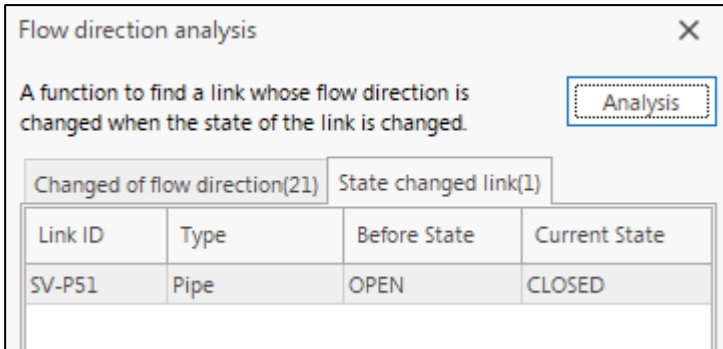 Flow direction analysis
A function to find a link whose flow direction is
changed when the state of the link is changed.
Analysis
Changed of flow direction(21) State changed link(1)
Link ID Type Before State Current State
SV-P51 Pipe OPEN CLOSED